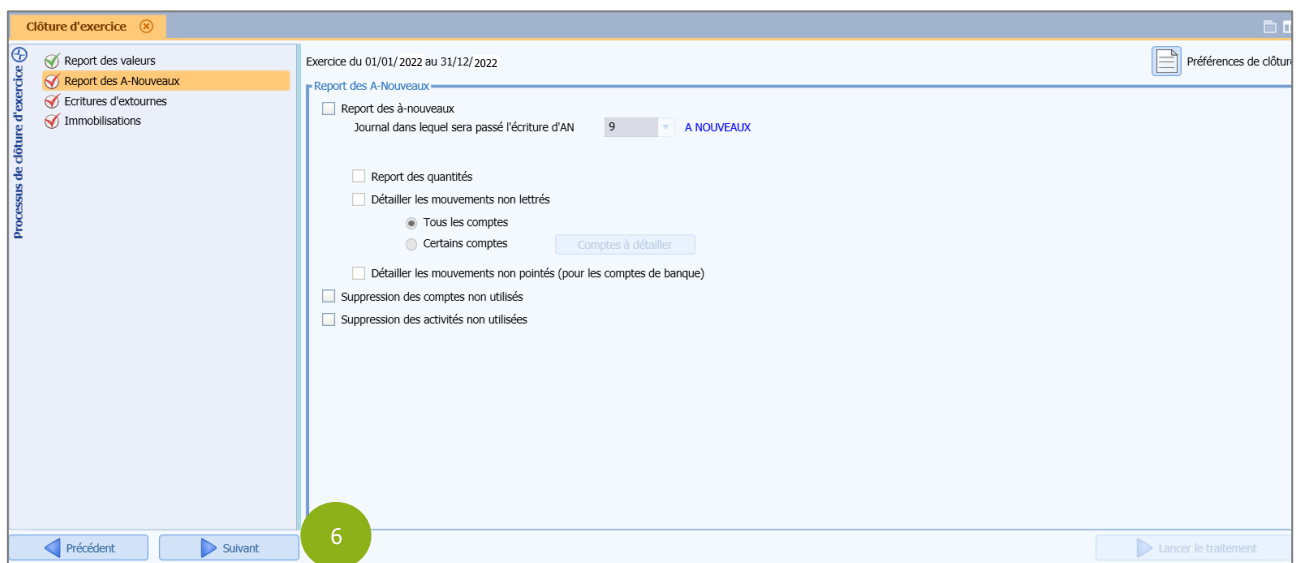 Clôture d'exercice
Processus de clôture d'exercice
Report des valeurs
Report des A-Nouveaux
Ecritures d'extournes
Immobilisations
Exercice du 01/01/2022 au 31/12/2022
Préférences de clôture
Report des A-Nouveaux
Report des à-nouveaux
Journal dans lequel sera passé l'écriture d'AN 9 A NOUVEAUX
Report des quantités
Détailler les mouvements non lettrés
Tous les comptes
Certains comptes Comptes à détailler
Détailler les mouvements non pointés (pour les comptes de banque)
Suppression des comptes non utilisés
Suppression des activités non utilisées
Précédent Suivant 6 Lancer le traitement